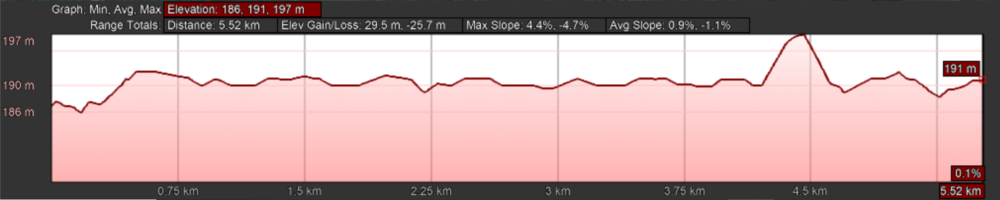 Graph: Min, Avg, Max Elevation: 186, 191, 197 m
Range Totals: Distance: 5.52 km Elev Gain/Loss: 29.5 m, -25.7 m Max Slope: 4.4%, -4.7% Avg Slope: 0.9%, -1.1%
197 m
191 m
190 m
186 m
0.1%
0.75 km 1.5 km 2.25 km 3 km 3.75 km 4.5 km 5.52 km